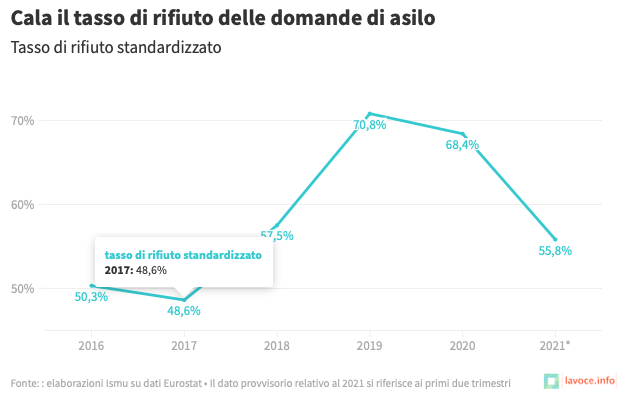 Cala il tasso di rifiuto delle domande di asilo
Tasso di rifiuto standardizzato
70%
70,8%
68,4%
60%
57,5%
55,8%
tasso di rifiuto standardizzato
2017: 48,6%
50%
50,3%
48,6%
2016 2017 2018 2019 2020 2021*
Fonte: : elaborazioni Ismu su dati Eurostat • Il dato provvisorio relativo al 2021 si riferisce ai primi due trimestri
lavoce.info